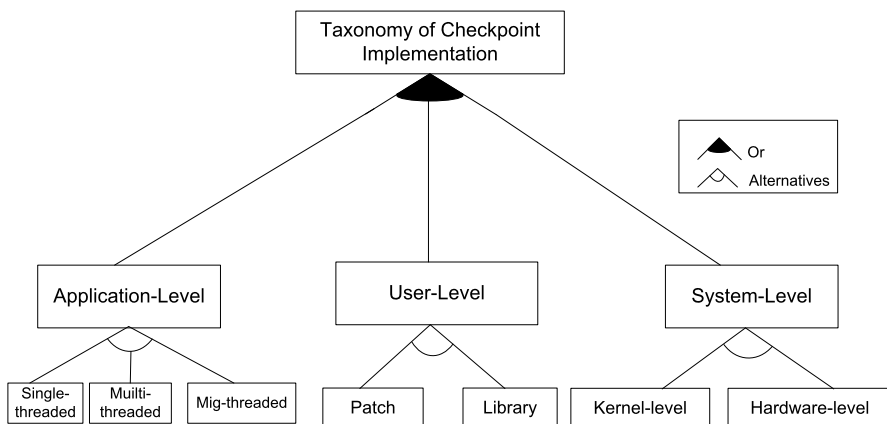 Taxonomy of Checkpoint
Implementation
Or
Alternatives
Application-Level
User-Level
System-Level
Single-
threaded
Muilti-
threaded
Mig-threaded
Patch
Library
Kernel-level
Hardware-level